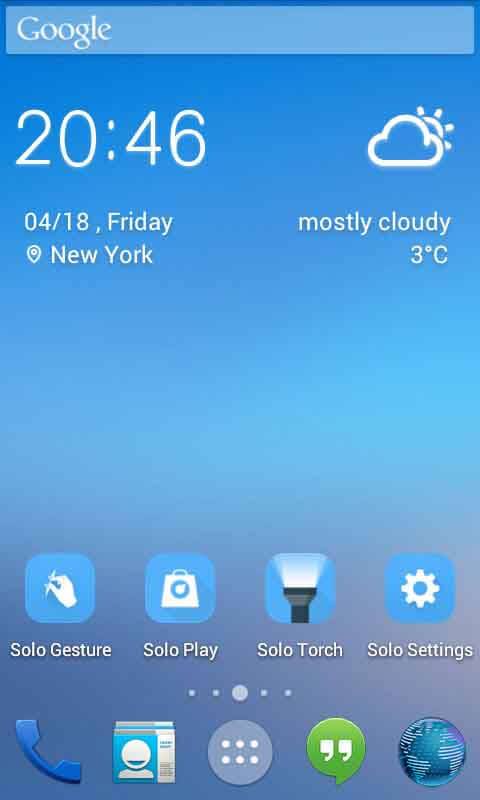 Google
20:46
04/18 , Friday
mostly cloudy
New York
3°C
Solo Gesture
Solo Play
Solo Torch
Solo Settings